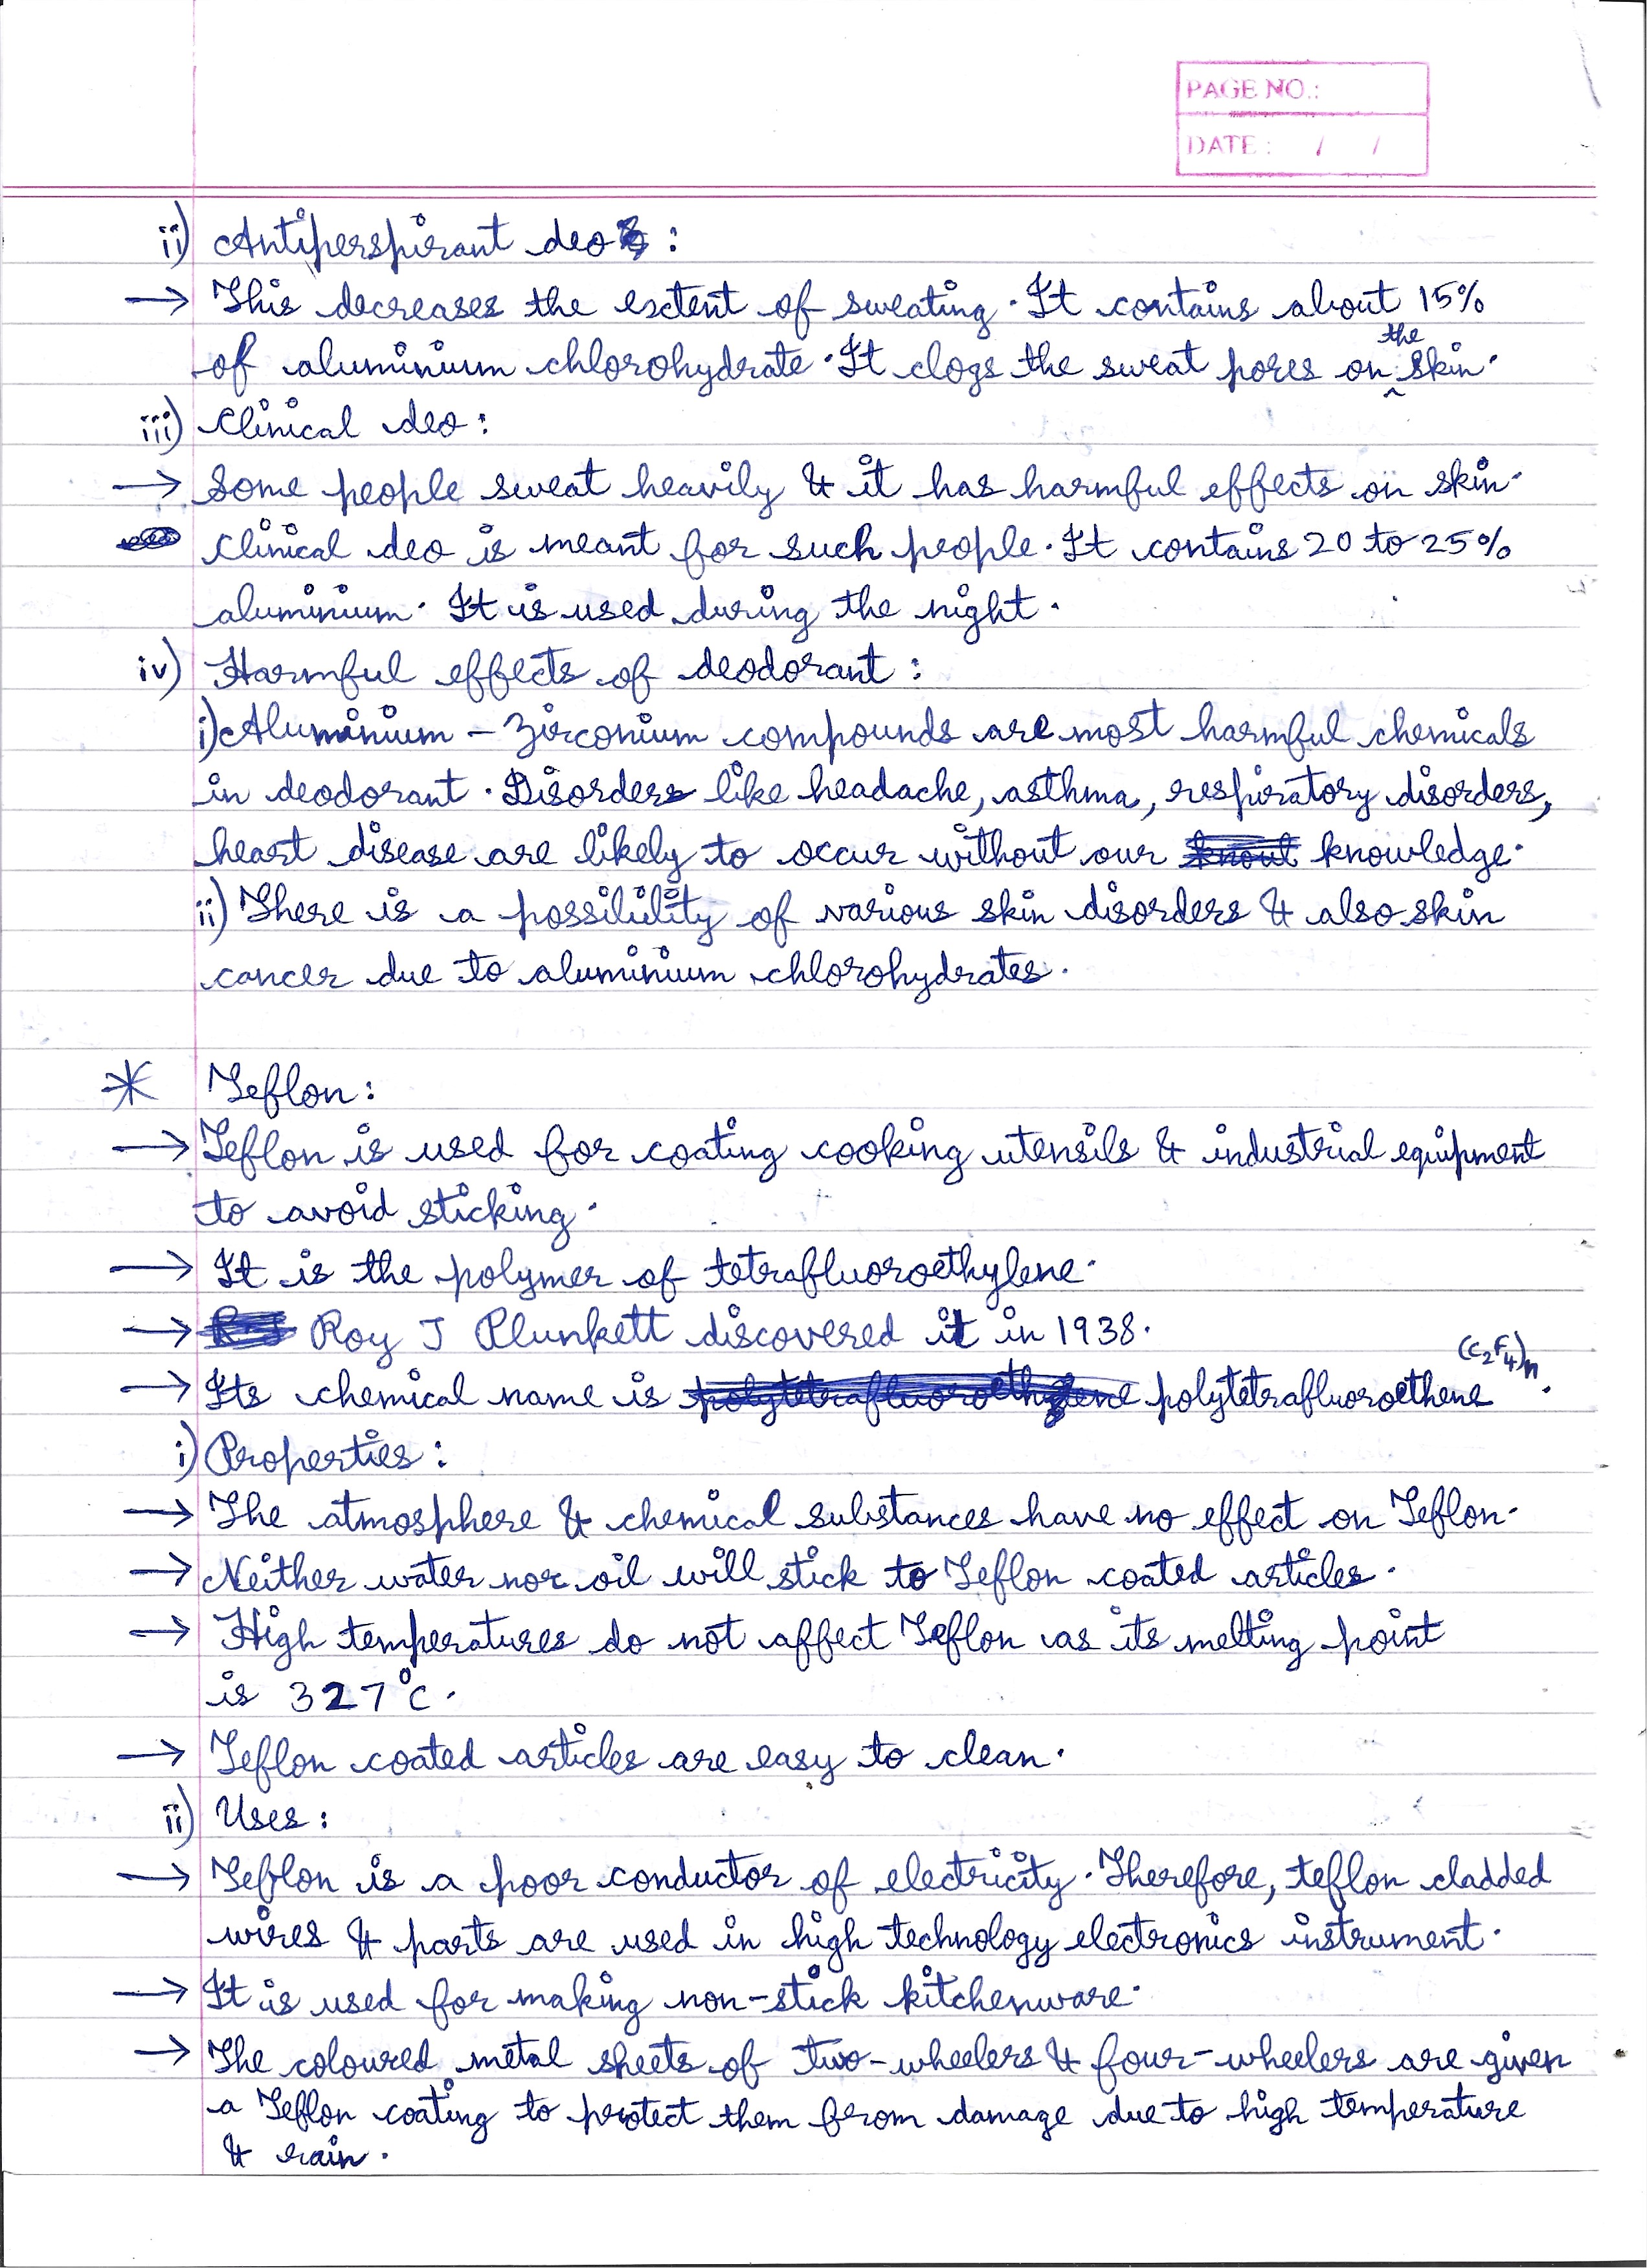 PAGE NO.:
DATE : / /
ii) Antiperspirant deo :
→ This decreases the extent of sweating. It contains about 15%
of aluminium chlorohydrate. It clogs the sweat pores on the skin.
iii) Clinical deo :
→ Some people sweat heavily & it has harmful effects on skin.
Clinical deo is meant for such people. It contains 20 to 25%
aluminium. It is used during the night.
iv) Harmful effects of deodorant :
i) Aluminium - Zirconium compounds are most harmful chemicals
in deodorant. Disorders like headache, asthma, respiratory disorders,
heart disease are likely to occur without our knowledge.
ii) There is a possibility of various skin disorders & also skin
cancer due to aluminium chlorohydrates.
* Teflon :
→ Teflon is used for coating cooking utensils & industrial equipment
to avoid sticking.
→ It is the polymer of tetrafluoroethylene.
→ Roy J Plunkett discovered it in 1938.
→ Its chemical name is polytetrafluoroethene (C₂F₄)n.
i) Properties :
→ The atmosphere & chemical substances have no effect on Teflon.
→ Neither water nor oil will stick to Teflon coated articles.
→ High temperatures do not affect Teflon as its melting point
is 327°C.
→ Teflon coated articles are easy to clean.
ii) Uses :
→ Teflon is a poor conductor of electricity. Therefore, teflon cladded
wires & parts are used in high technology electronics instrument.
→ It is used for making non-stick kitchenware.
→ The coloured metal sheets of two-wheelers & four-wheelers are given
a Teflon coating to protect them from damage due to high temperature
& rain.